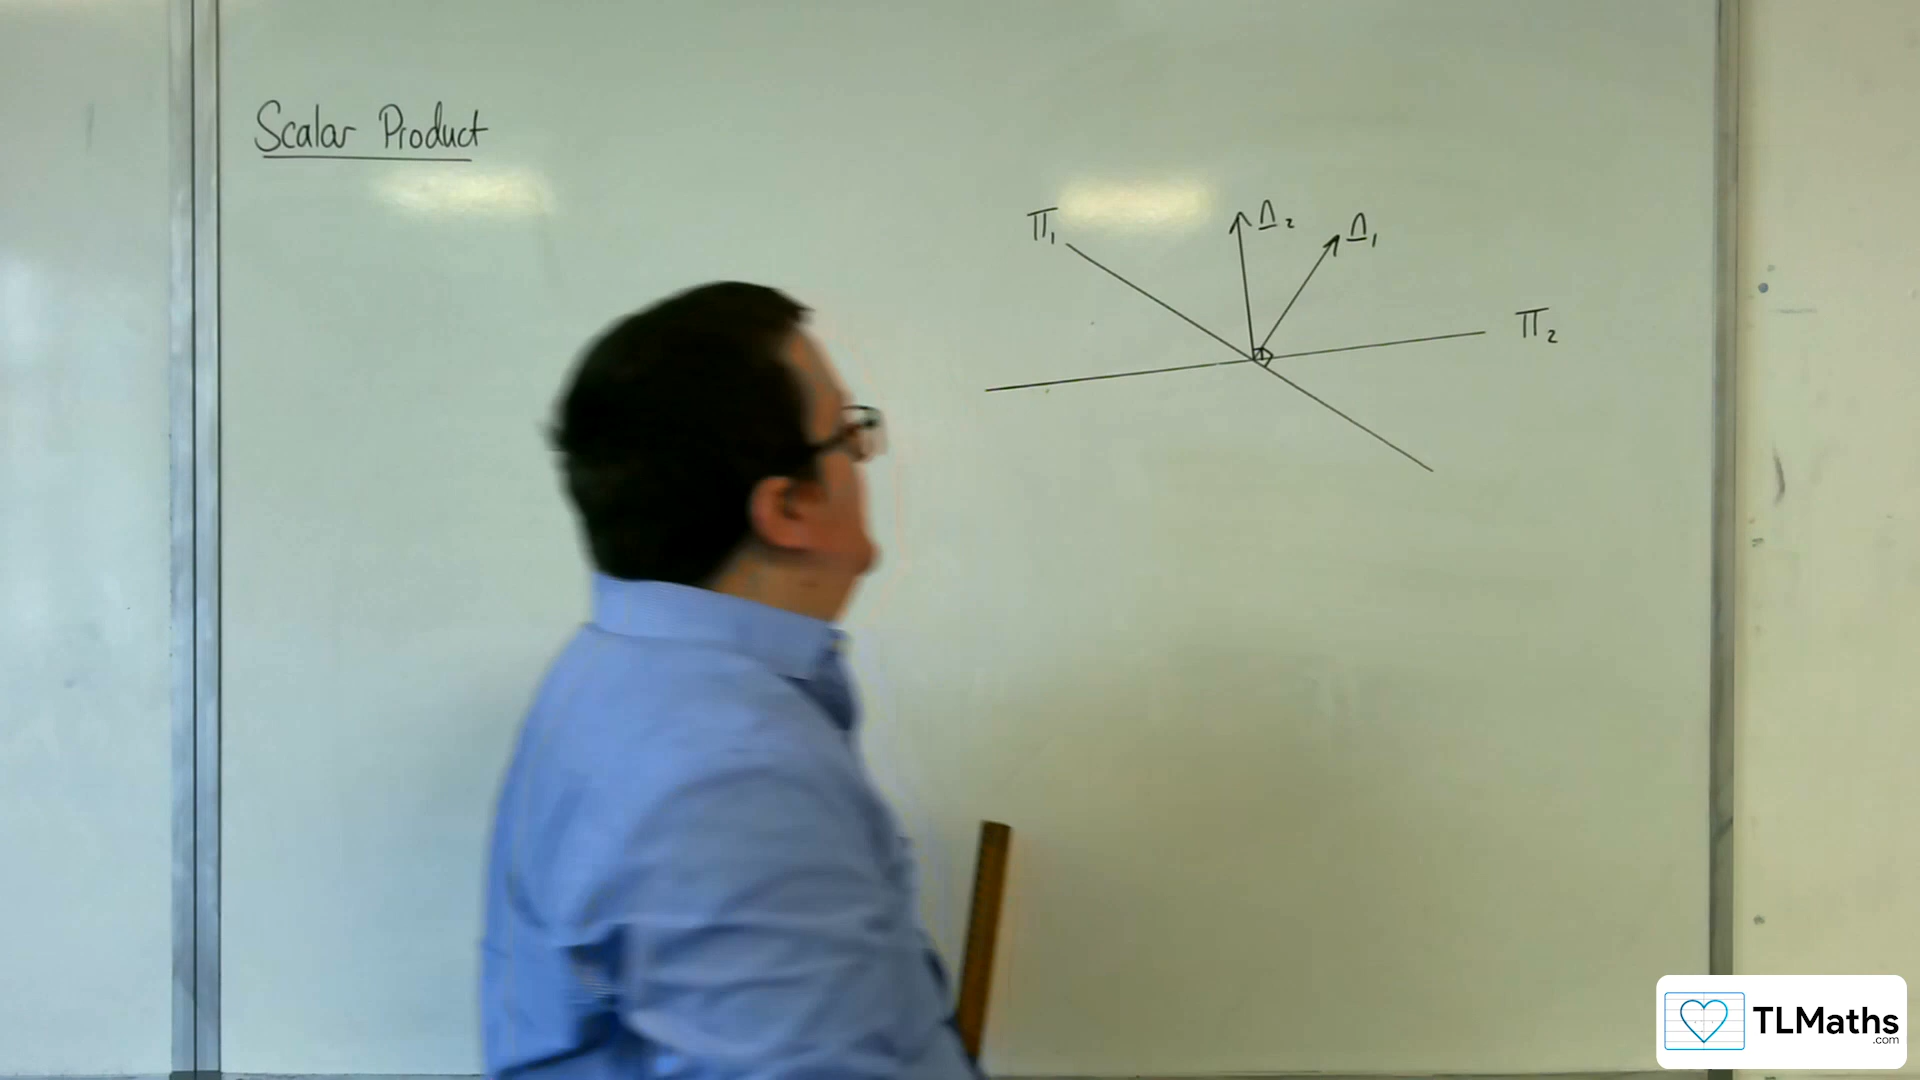 Scalar Product
π₁
n₂
n₁
π₂
TLMaths
.com